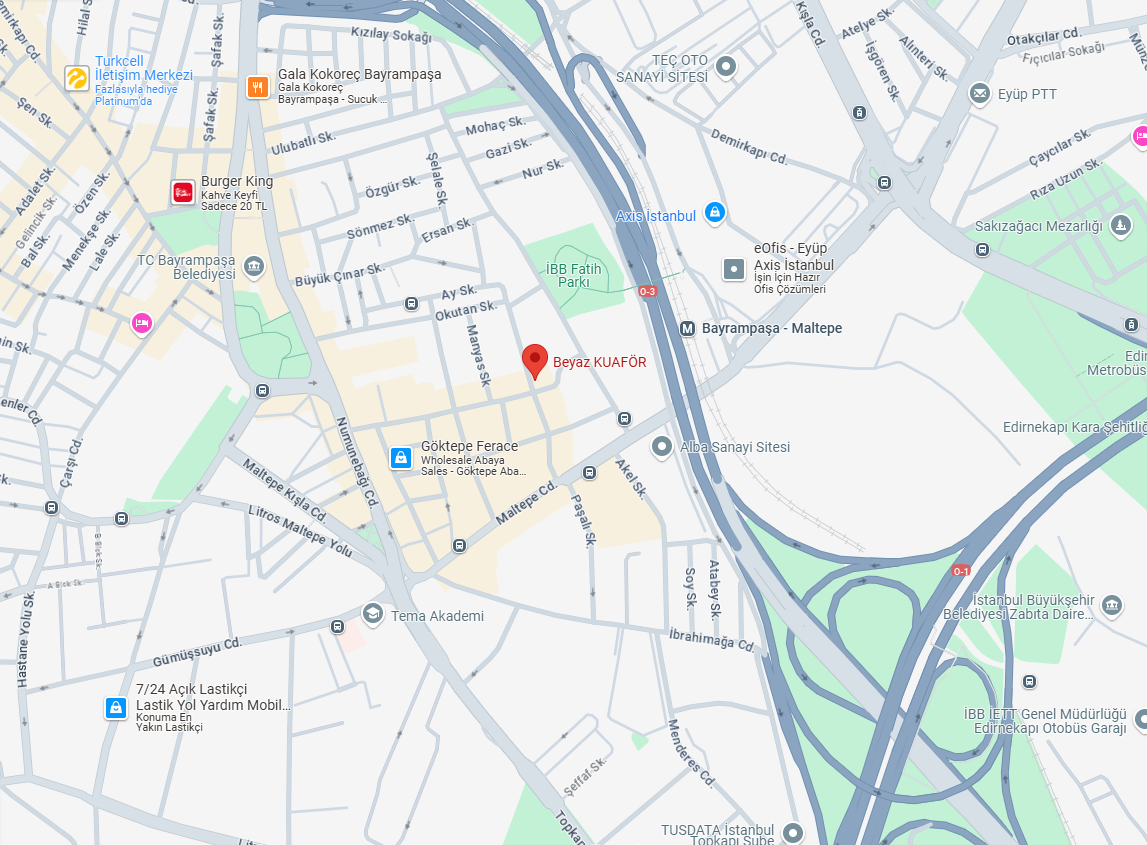 Kızılay Sokağı
Hilal S
Şafak Sk.
emirkapı Cd.
Kışla Cd.
Atelye Sk.
İşgören Sk.
Alınteri Sk.
Otakçılar Cd.
Fıçıcılar Sokağı
Turkcell
İletişim Merkezi
Fazlasıyla hediye
Platinum'da
Gala Kokoreç Bayrampaşa
Gala Kokoreç
Bayrampaşa - Sucuk ...
TEÇ OTO
SANAYİ SİTESİ
Eyüp PTT
Şen Sk.
Şafak Sk.
Ulubatlı Sk.
Mohaç Sk.
Gazi Sk.
Nur Sk.
Şelale Sk.
Demirkapı Cd.
Çaycılar Sk.
Rıza Uzun Sk.
Burger King
Kahve Keyfi
Sadece 20 TL
Adalet Sk.
Özen Sk.
Gelincik Sk.
Menekşe Sk.
Bal Sk.
Lale Sk.
Özgür Sk.
Sönmez Sk.
Ersan Sk.
Axis İstanbul
Sakızağacı Mezarlığı
TC Bayrampaşa
Belediyesi
Büyük Çınar Sk.
İBB Fatih
Parkı
eOfis - Eyüp
Axis İstanbul
İşin İçin Hazır
Ofis Çözümleri
Ay Sk.
Okutan Sk.
O-3
M
Bayrampaşa - Maltepe
Manyas Sk
Beyaz KUAFÖR
Edir
Metrobüs
enler Cd.
Çarşı Cd.
Numunebağı Cd.
Göktepe Ferace
Wholesale Abaya
Sales - Göktepe Aba...
Alba Sanayi Sitesi
Edirnekapı Kara Şehitliğ
Maltepe Kışla Cd.
Litros Maltepe Yolu
Maltepe Cd.
Akel Sk.
Paşalı Sk.
Soy Sk.
Atabey Sk.
O-1
Hastane Yolu Sk
Tema Akademi
Gümüşsuyu Cd.
İbrahimağa Cd.
İstanbul Büyükşehir
Belediyesi Zabıta Daire...
7/24 Açık Lastikçi
Lastik Yol Yardım Mobil...
Konuma En
Yakın Lastikçi
İBB İETT Genel Müdürlüğü
Edirnekapı Otobüs Garajı
Menderes Cd.
Şeffaf Sk.
Topkap
TUSDATA İstanbul
Topkapı Şube
Litros Yolu